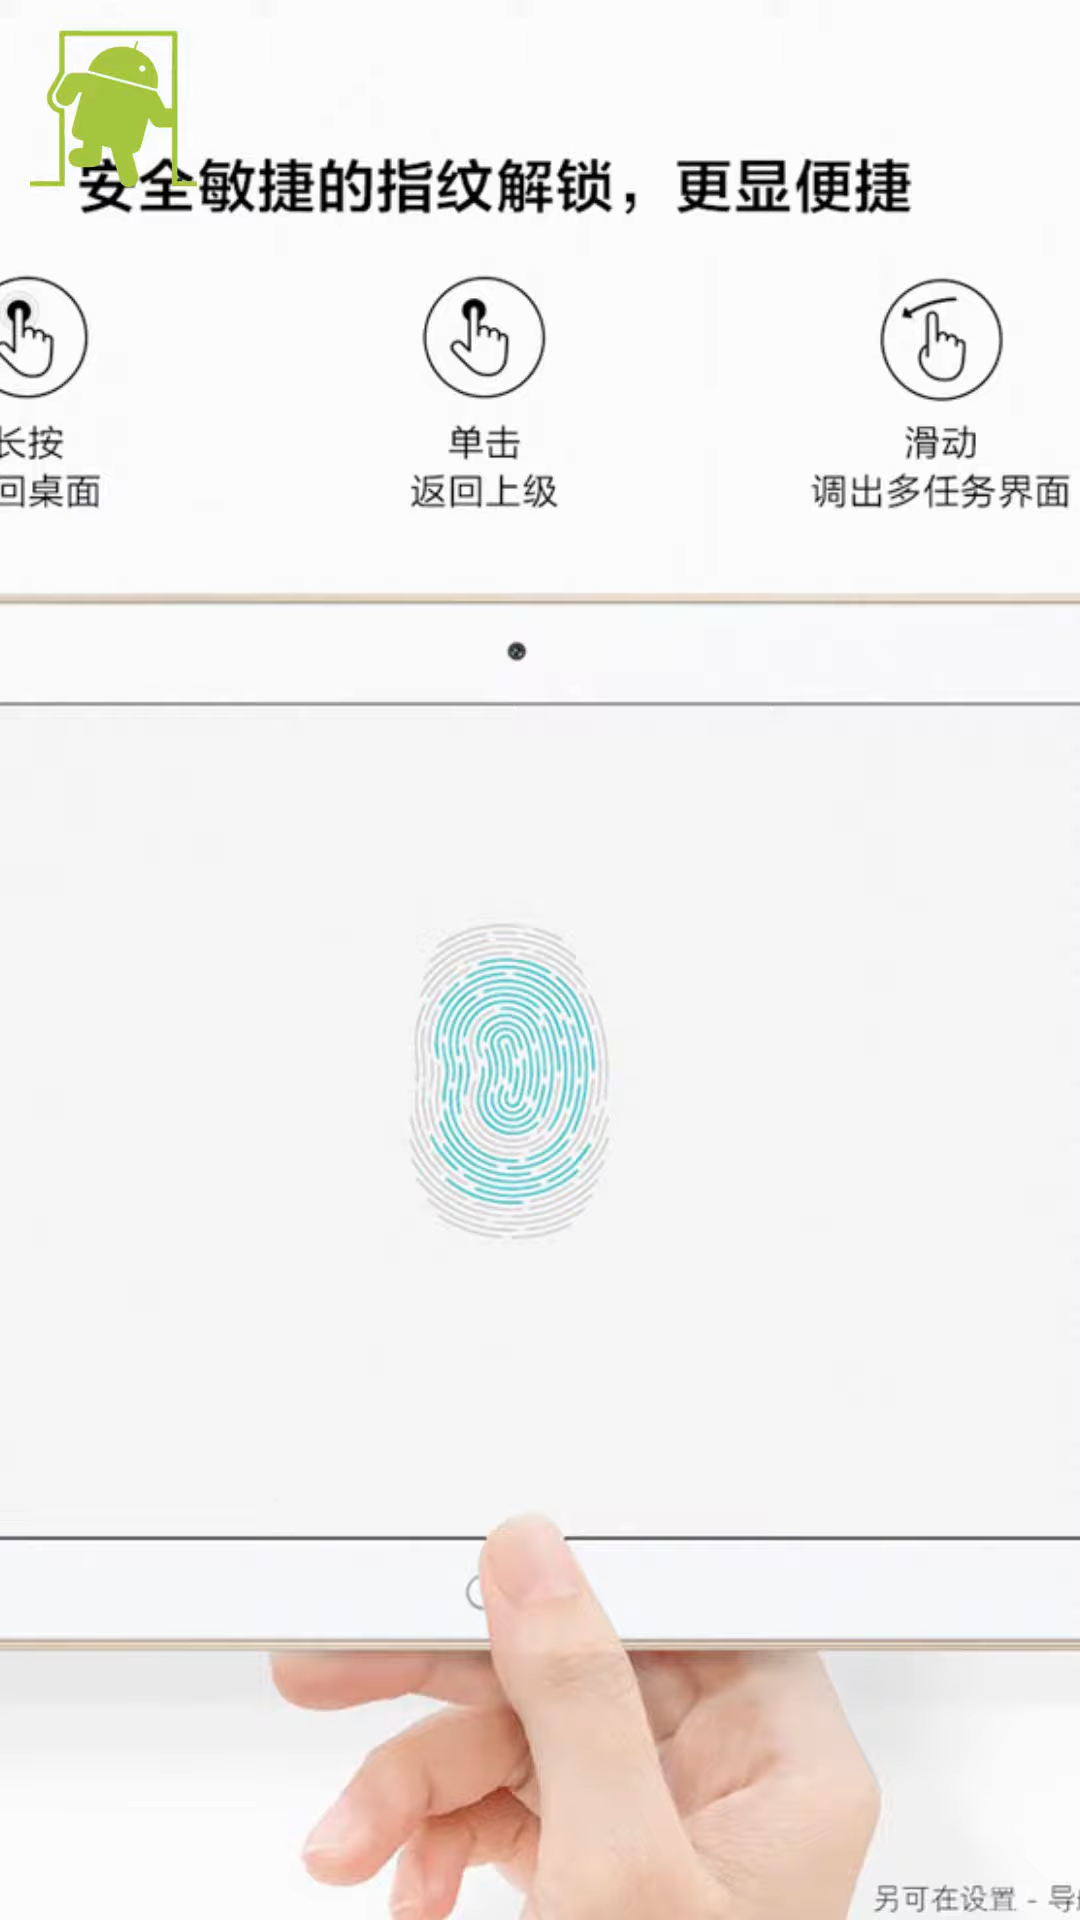 安全敏捷的指纹解锁，更显便捷
长按
回桌面
单击
返回上级
滑动
调出多任务界面
另可在设置 - 导